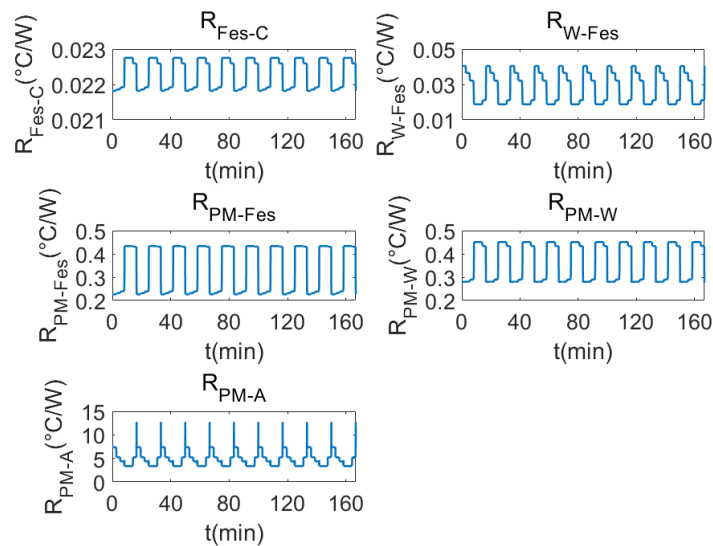 R_Fes-C
R_Fes-C(°C/W)
0.023
0.022
0.021
0 40 80 120 160
t(min)
R_W-Fes
R_W-Fes(°C/W)
0.05
0.03
0.01
0 40 80 120 160
t(min)
R_PM-Fes
R_PM-Fes(°C/W)
0.5
0.4
0.3
0.2
0 40 80 120 160
t(min)
R_PM-W
R_PM-W(°C/W)
0.5
0.4
0.3
0.2
0 40 80 120 160
t(min)
R_PM-A
R_PM-A(°C/W)
15
10
5
0
0 40 80 120 160
t(min)